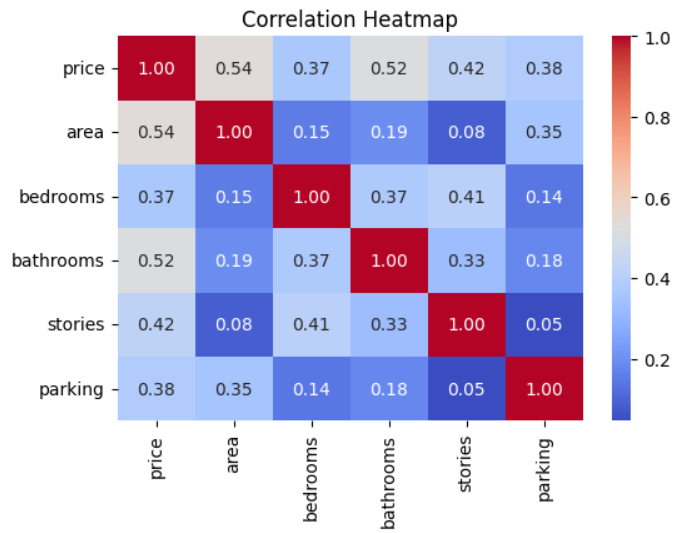 Correlation Heatmap
price 1.00 0.54 0.37 0.52 0.42 0.38
area 0.54 1.00 0.15 0.19 0.08 0.35
bedrooms 0.37 0.15 1.00 0.37 0.41 0.14
bathrooms 0.52 0.19 0.37 1.00 0.33 0.18
stories 0.42 0.08 0.41 0.33 1.00 0.05
parking 0.38 0.35 0.14 0.18 0.05 1.00
price area bedrooms bathrooms stories parking
1.0
0.8
0.6
0.4
0.2